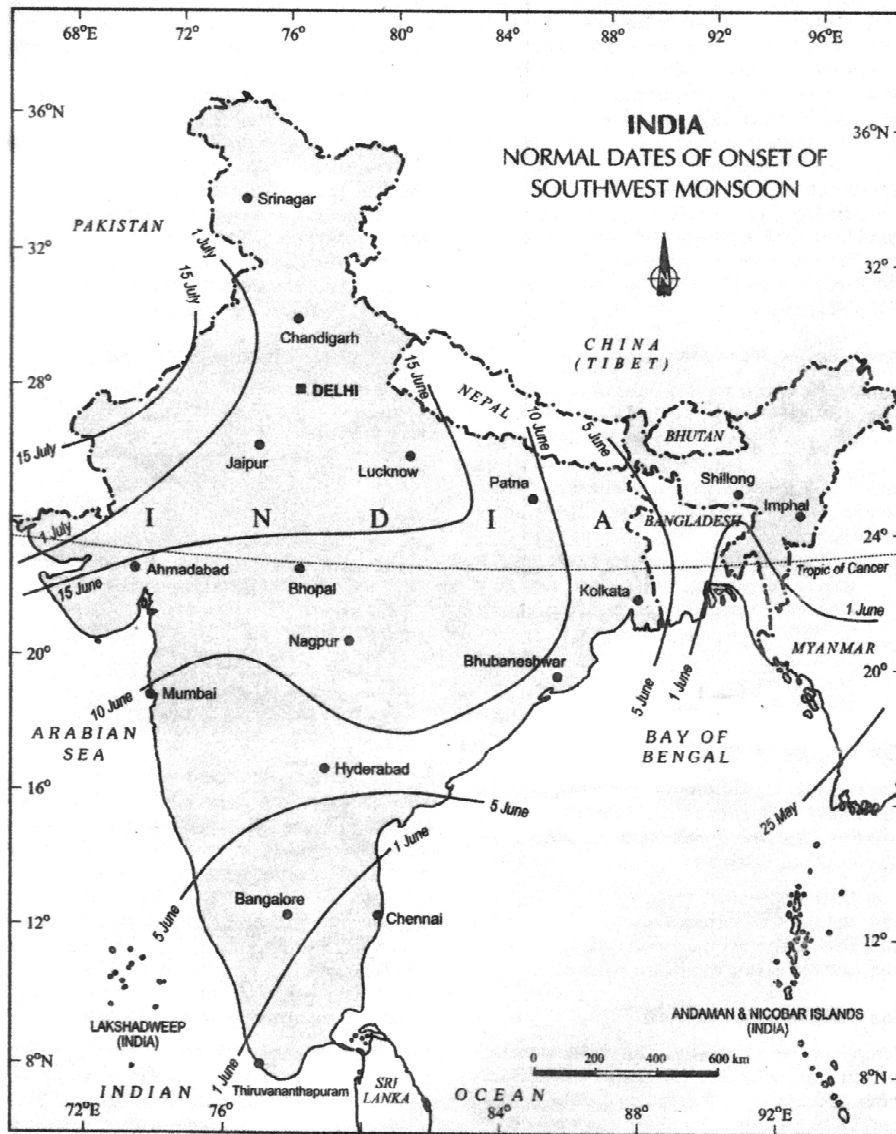 68°E 72° 76° 80° 84° 88° 92° 96°E
36°N
36°N
INDIA
NORMAL DATES OF ONSET OF
SOUTHWEST MONSOON
Srinagar
PAKISTAN
1 July
15 July
32°
32°
N
Chandigarh
CHINA
(TIBET)
28°
28°
DELHI
15 June
NEPAL
10 June
5 June
BHUTAN
15 July
Jaipur
Lucknow
Patna
Shillong
Imphal
I N D I A
BANGLADESH
1 July
24°
Tropic of Cancer
15 June
Ahmadabad
Bhopal
Kolkata
1 June
Nagpur
MYANMAR
20°
20°
Bhubaneshwar
10 June
Mumbai
5 June
1 June
ARABIAN
SEA
BAY OF
BENGAL
Hyderabad
16°
16°
5 June
25 May
1 June
Bangalore
Chennai
12°
12°
5 June
LAKSHADWEEP
(INDIA)
ANDAMAN & NICOBAR ISLANDS
(INDIA)
8°N
8°N
1 June
Thiruvananthapuram
SRI
LANKA
0 200 400 600 km
INDIAN OCEAN
72°E 76° 84° 88° 92°E